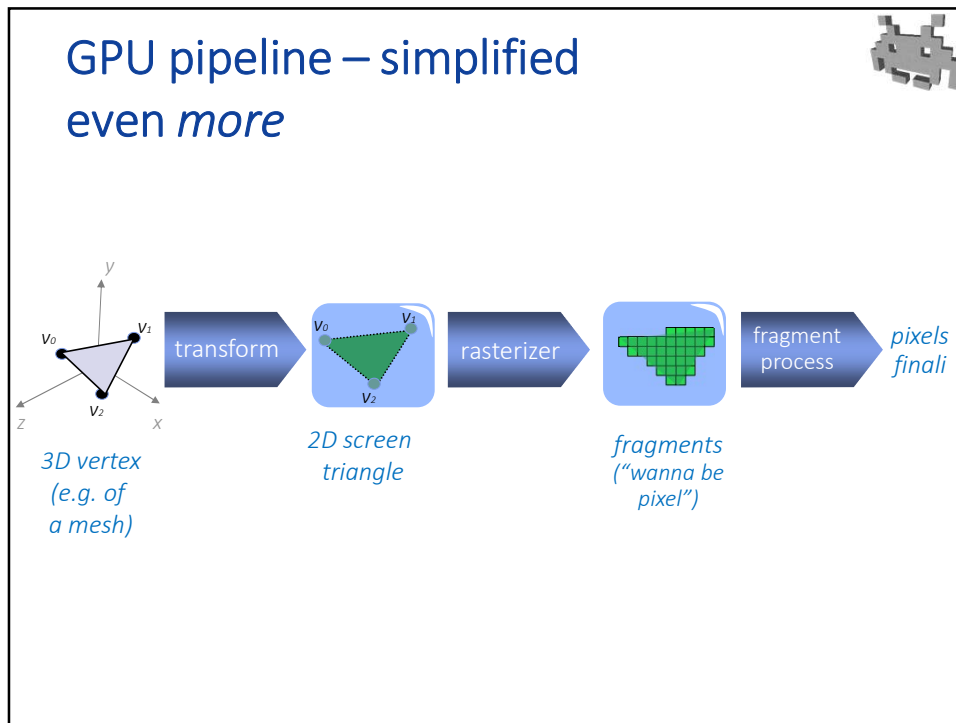 GPU pipeline – simplified
even more
y
v0
v1
v2
z
x
transform
v0
v1
v2
rasterizer
fragment
process
pixels
finali
3D vertex
(e.g. of
a mesh)
2D screen
triangle
fragments
(“wanna be
pixel”)